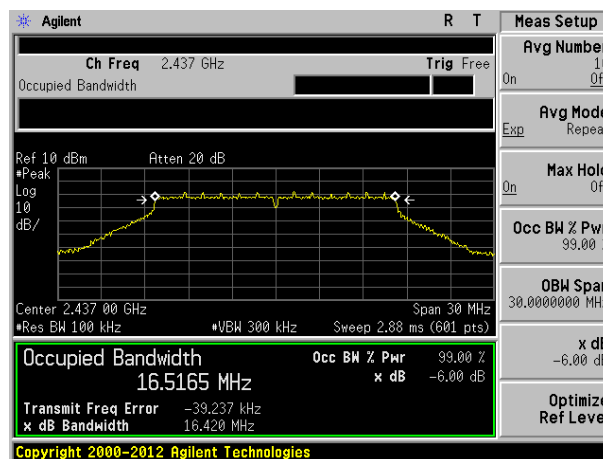 Agilent R T
Ch Freq 2.437 GHz Trig Free
Occupied Bandwidth
Ref 10 dBm Atten 20 dB
#Peak
Log
10
dB/
Center 2.437 00 GHz Span 30 MHz
#Res BW 100 kHz #VBW 300 kHz Sweep 2.88 ms (601 pts)
Occupied Bandwidth Occ BW % Pwr 99.00 %
16.5165 MHz x dB -6.00 dB
Transmit Freq Error -39.237 kHz
x dB Bandwidth 16.420 MHz
Copyright 2000-2012 Agilent Technologies
Meas Setup
Avg Number
On
Avg Mode
Exp Repeat
Max Hold
On
Occ BW % Pwr
99.00
OBW Span
30.0000000 MHz
x dB
-6.00 dB
Optimize
Ref Level